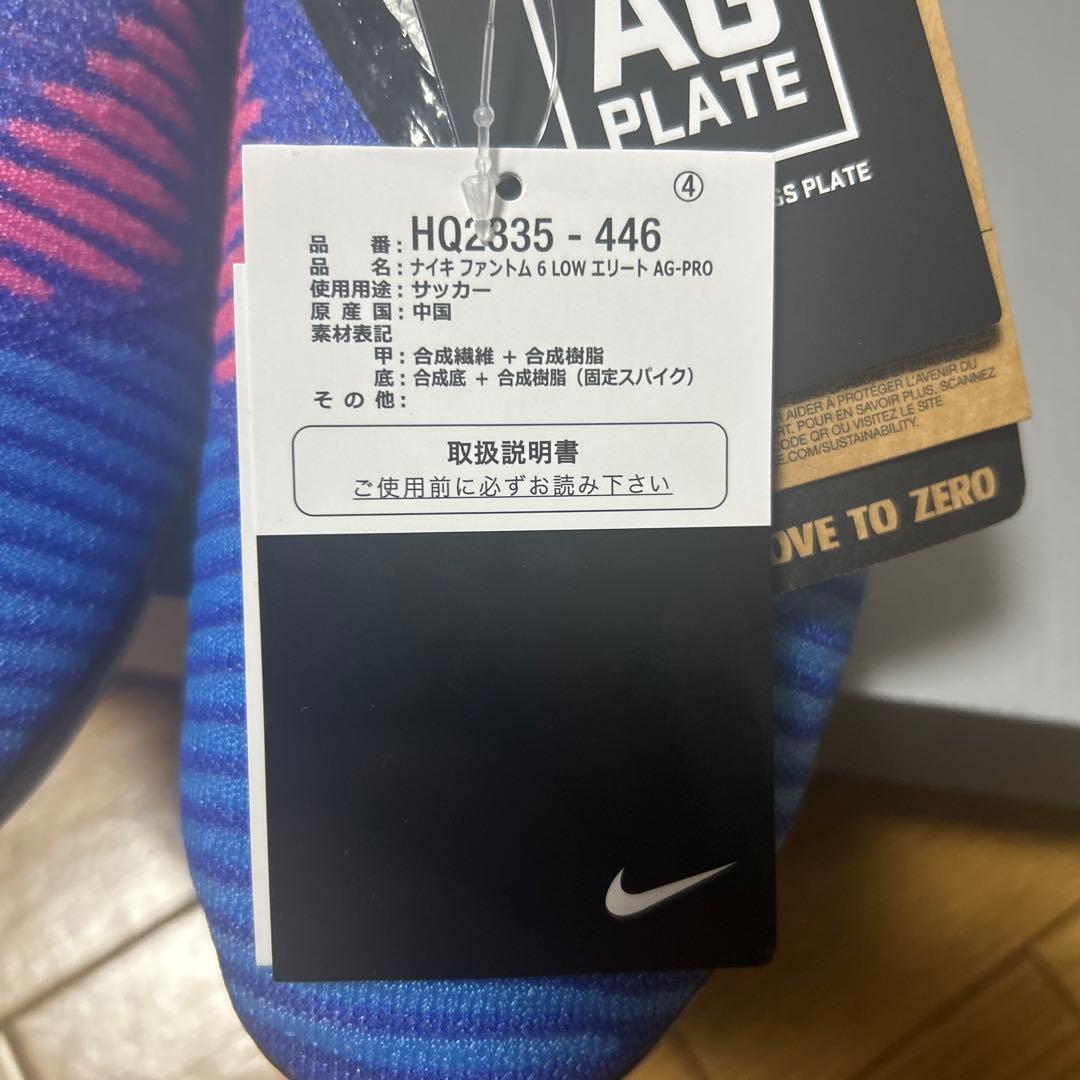 AG
PLATE
SS PLATE
④
品 番：HQ2335 - 446
品 名：ナイキ ファントム 6 LOW エリート AG-PRO
使用用途：サッカー
原 産 国：中国
素材表記
甲：合成繊維 + 合成樹脂
底：合成底 + 合成樹脂（固定スパイク）
そ の 他：
取扱説明書
ご使用前に必ずお読み下さい
AIDER À PROTÉGER L'AVENIR DU
RT. POUR EN SAVOIR PLUS, SCANNEZ
CODE QR OU VISITEZ LE SITE
E.COM/SUSTAINABILITY.
OVE TO ZERO